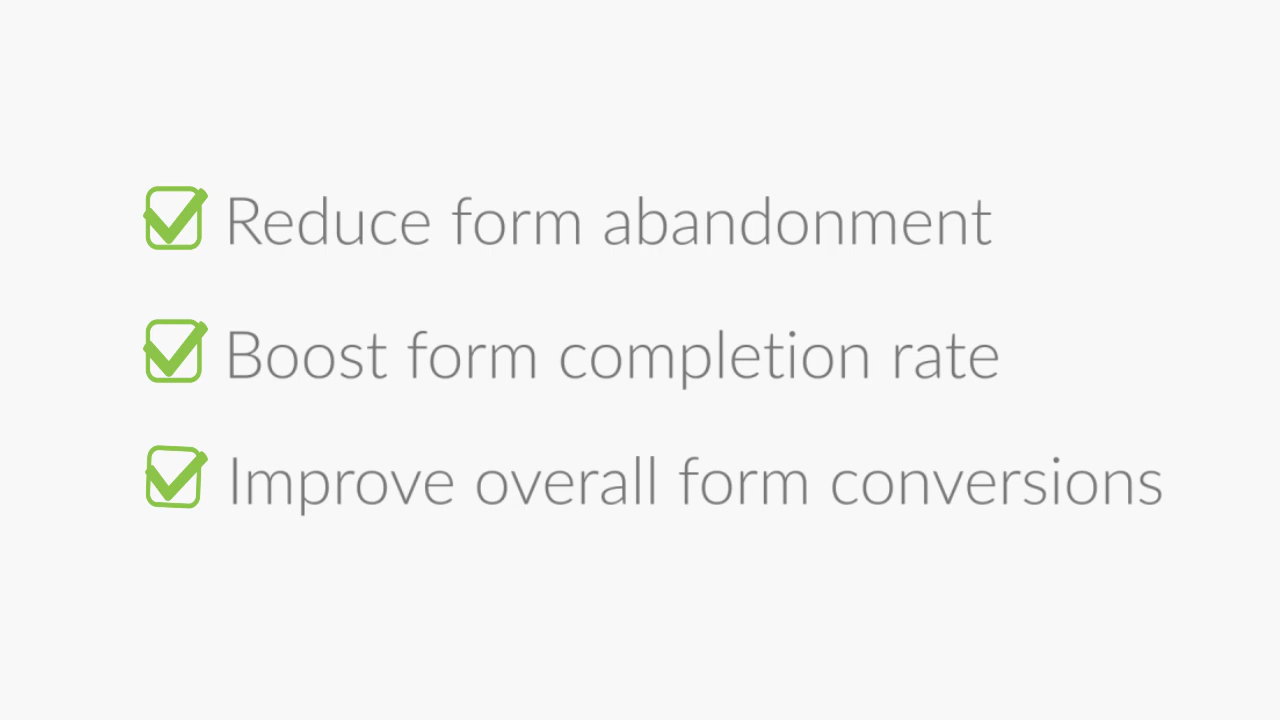 Reduce form abandonment
Boost form completion rate
Improve overall form conversions